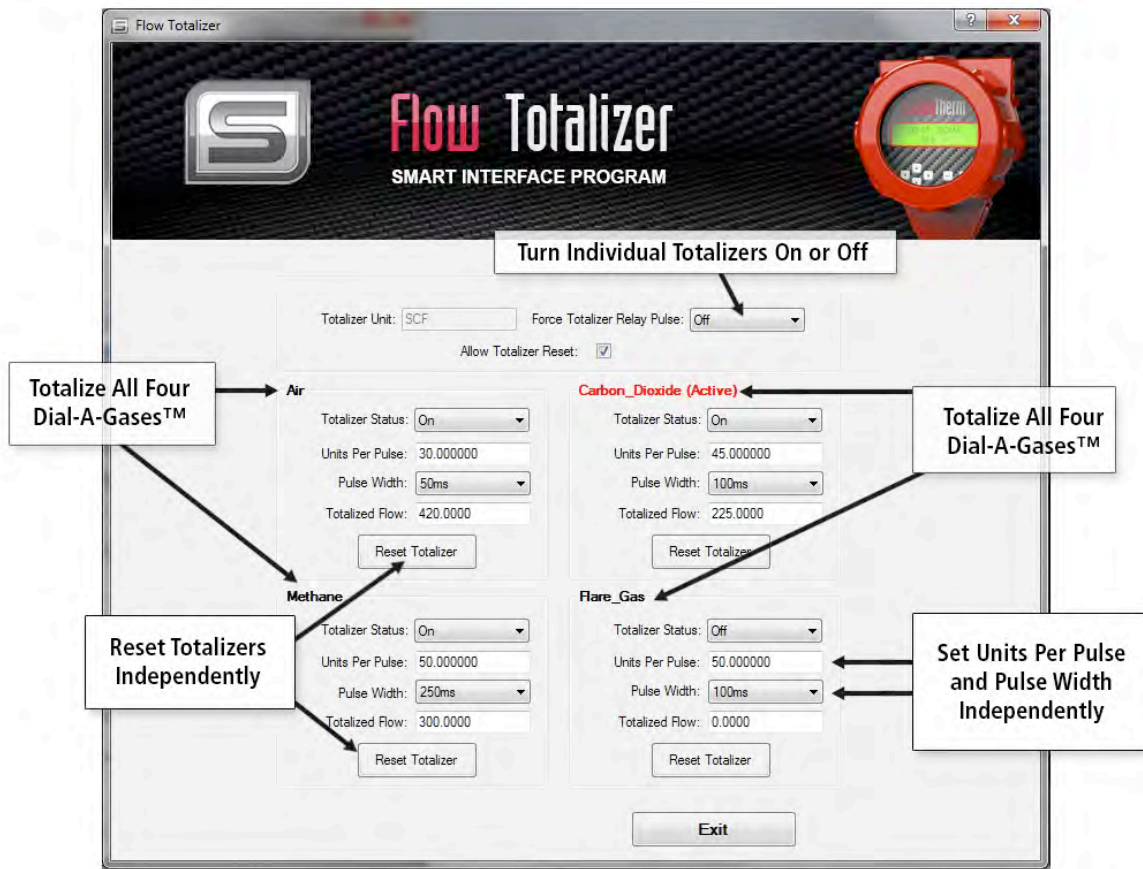 Flow Totalizer
Flow Totalizer
SMART INTERFACE PROGRAM
Therm
Turn Individual Totalizers On or Off
Totalizer Unit: SCF Force Totalizer Relay Pulse: Off
Allow Totalizer Reset:
Totalize All Four
Dial-A-Gases™
Air
Totalizer Status: On
Units Per Pulse: 30.000000
Pulse Width: 50ms
Totalized Flow: 420.0000
Reset Totalizer
Carbon_Dioxide (Active)
Totalizer Status: On
Units Per Pulse: 45.000000
Pulse Width: 100ms
Totalized Flow: 225.0000
Reset Totalizer
Totalize All Four
Dial-A-Gases™
Reset Totalizers
Independently
Methane
Totalizer Status: On
Units Per Pulse: 50.000000
Pulse Width: 250ms
Totalized Flow: 300.0000
Reset Totalizer
Flare_Gas
Totalizer Status: Off
Units Per Pulse: 50.000000
Pulse Width: 100ms
Totalized Flow: 0.0000
Reset Totalizer
Set Units Per Pulse
and Pulse Width
Independently
Exit